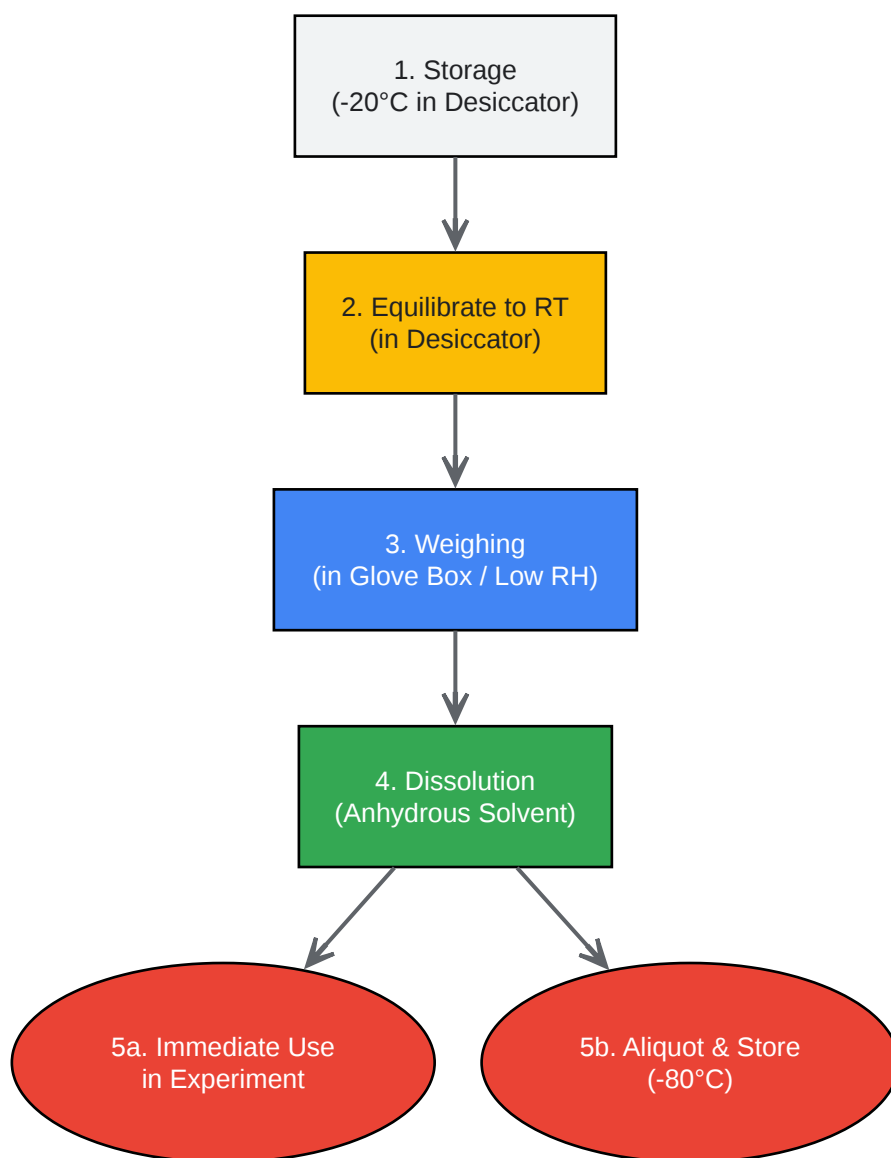 1. Storage
(-20°C in Desiccator)
2. Equilibrate to RT
(in Desiccator)
3. Weighing
(in Glove Box / Low RH)
4. Dissolution
(Anhydrous Solvent)
5a. Immediate Use
in Experiment
5b. Aliquot & Store
(-80°C)